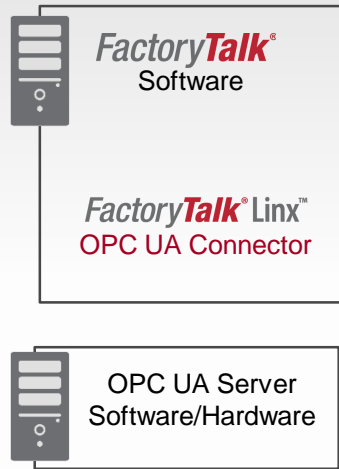 FactoryTalk®
Software
FactoryTalk® Linx™
OPC UA Connector
OPC UA Server
Software/Hardware